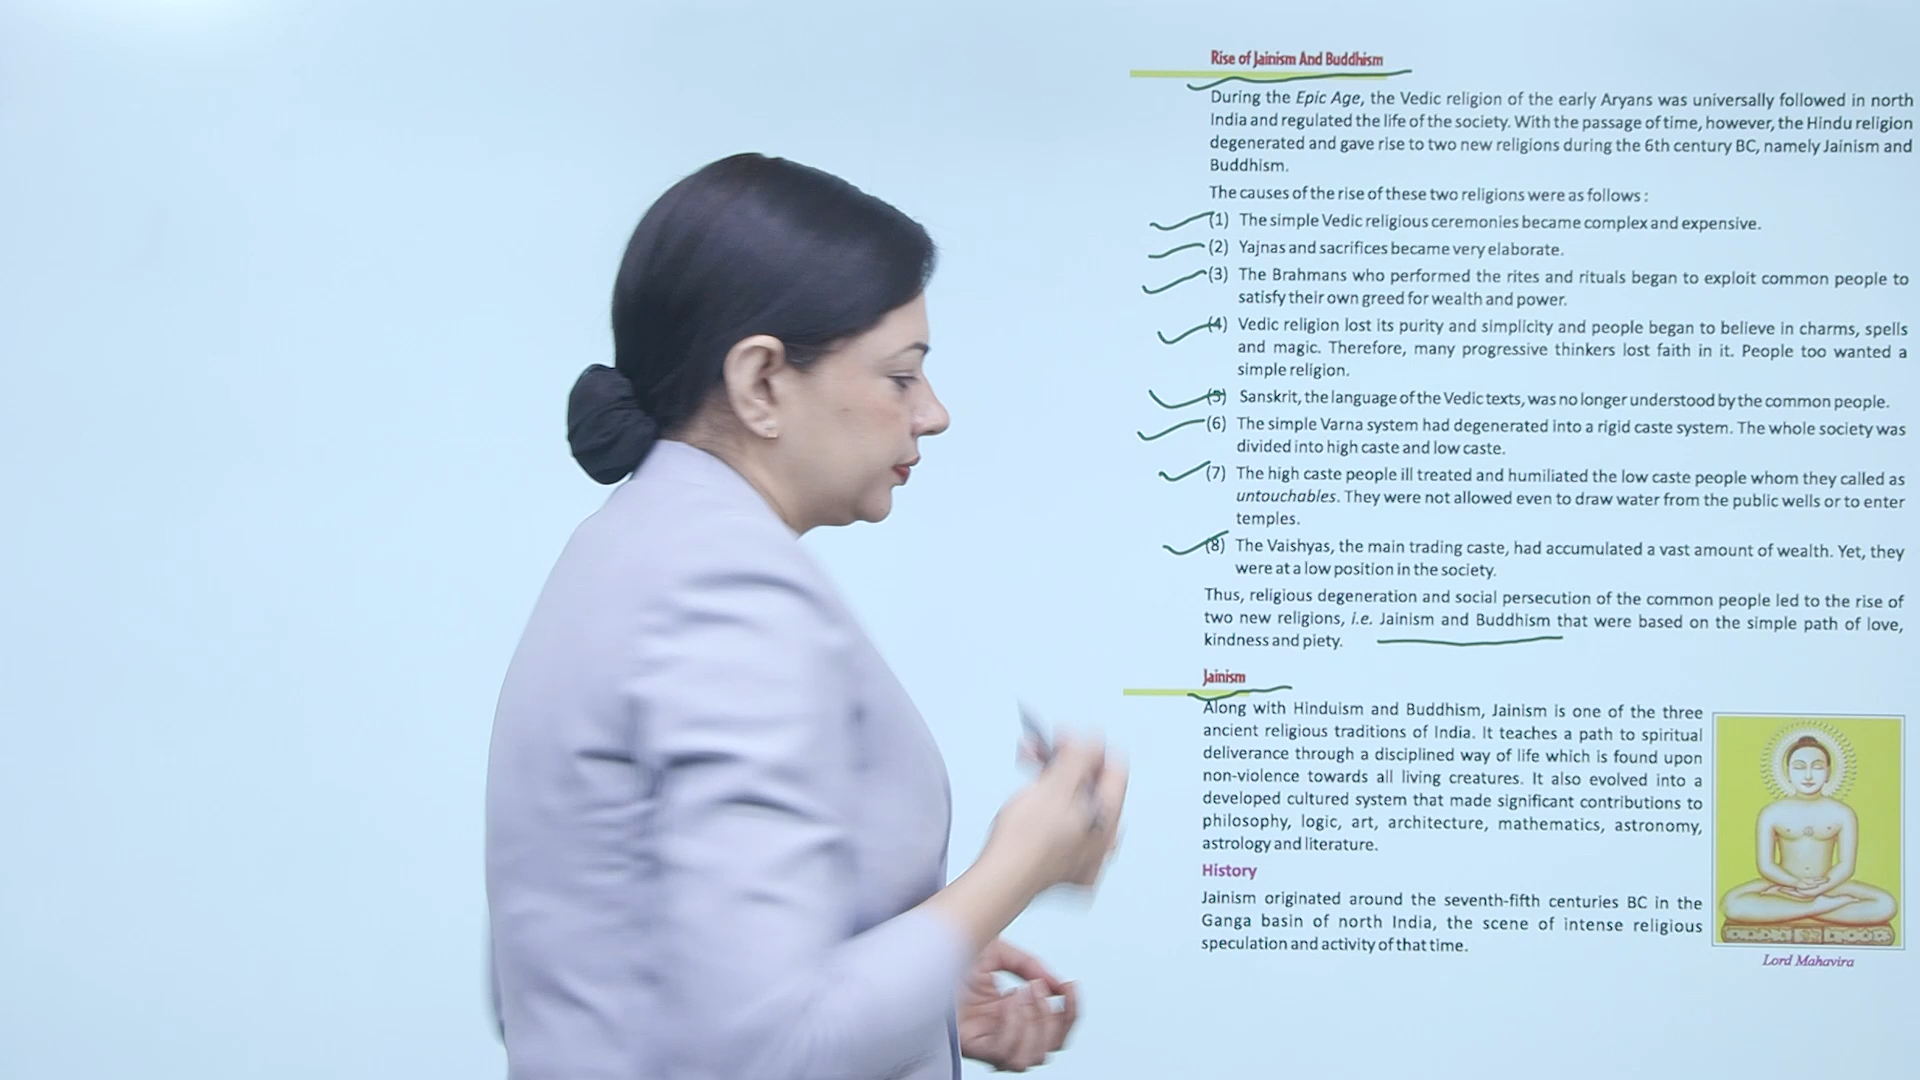 Rise of Jainism And Buddhism
During the Epic Age, the Vedic religion of the early Aryans was universally followed in north
India and regulated the life of the society. With the passage of time, however, the Hindu religion
degenerated and gave rise to two new religions during the 6th century BC, namely Jainism and
Buddhism.
The causes of the rise of these two religions were as follows :
(1) The simple Vedic religious ceremonies became complex and expensive.
(2) Yajnas and sacrifices became very elaborate.
(3) The Brahmans who performed the rites and rituals began to exploit common people to
satisfy their own greed for wealth and power.
(4) Vedic religion lost its purity and simplicity and people began to believe in charms, spells
and magic. Therefore, many progressive thinkers lost faith in it. People too wanted a
simple religion.
(5) Sanskrit, the language of the Vedic texts, was no longer understood by the common people.
(6) The simple Varna system had degenerated into a rigid caste system. The whole society was
divided into high caste and low caste.
(7) The high caste people ill treated and humiliated the low caste people whom they called as
untouchables. They were not allowed even to draw water from the public wells or to enter
temples.
(8) The Vaishyas, the main trading caste, had accumulated a vast amount of wealth. Yet, they
were at a low position in the society.
Thus, religious degeneration and social persecution of the common people led to the rise of
two new religions, i.e. Jainism and Buddhism that were based on the simple path of love,
kindness and piety.
Jainism
Along with Hinduism and Buddhism, Jainism is one of the three
ancient religious traditions of India. It teaches a path to spiritual
deliverance through a disciplined way of life which is found upon
non-violence towards all living creatures. It also evolved into a
developed cultured system that made significant contributions to
philosophy, logic, art, architecture, mathematics, astronomy,
astrology and literature.
History
Jainism originated around the seventh-fifth centuries BC in the
Ganga basin of north India, the scene of intense religious
speculation and activity of that time.
Lord Mahavira